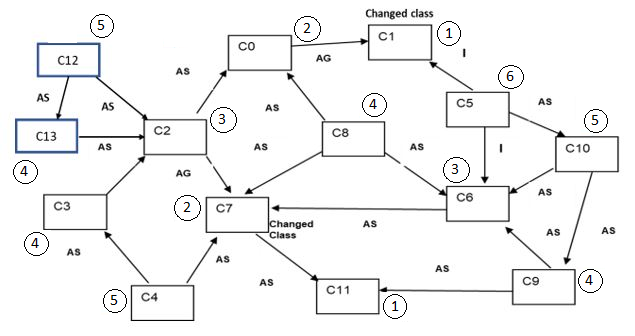 Changed class
5
2
C1
1
C0
AG
I
C12
AS
6
AS
AS
AS
4
C5
AS
5
C13
C2
3
C8
C10
AS
AS
AS
I
3
4
AG
C6
AS
C3
2
C7
Changed
Class
AS
AS
4
AS
AS
AS
C9
4
5
C4
AS
C11
1